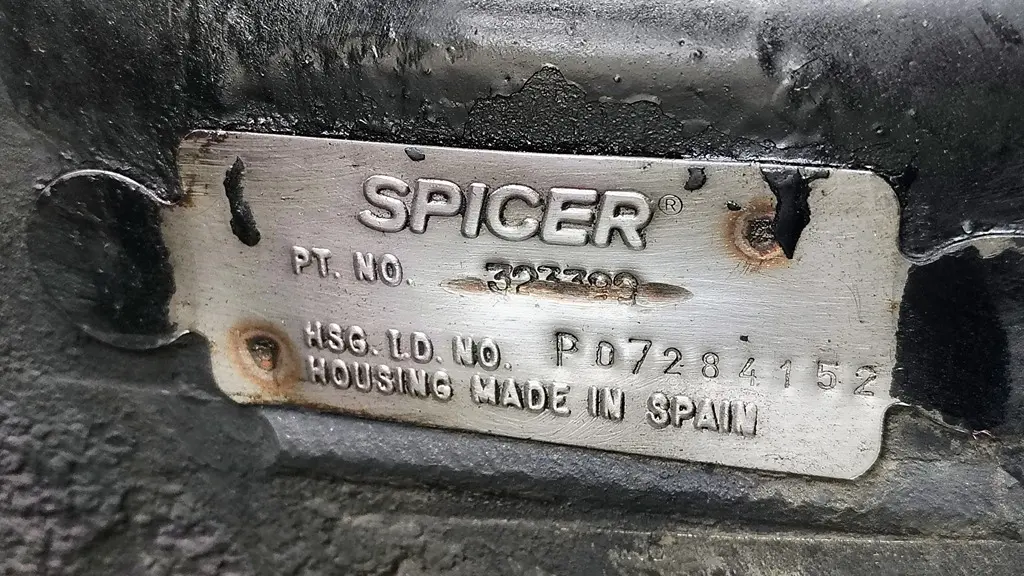 SPICER®
PT. NO.
HSG. I.D. NO. P07284152
HOUSING MADE IN SPAIN